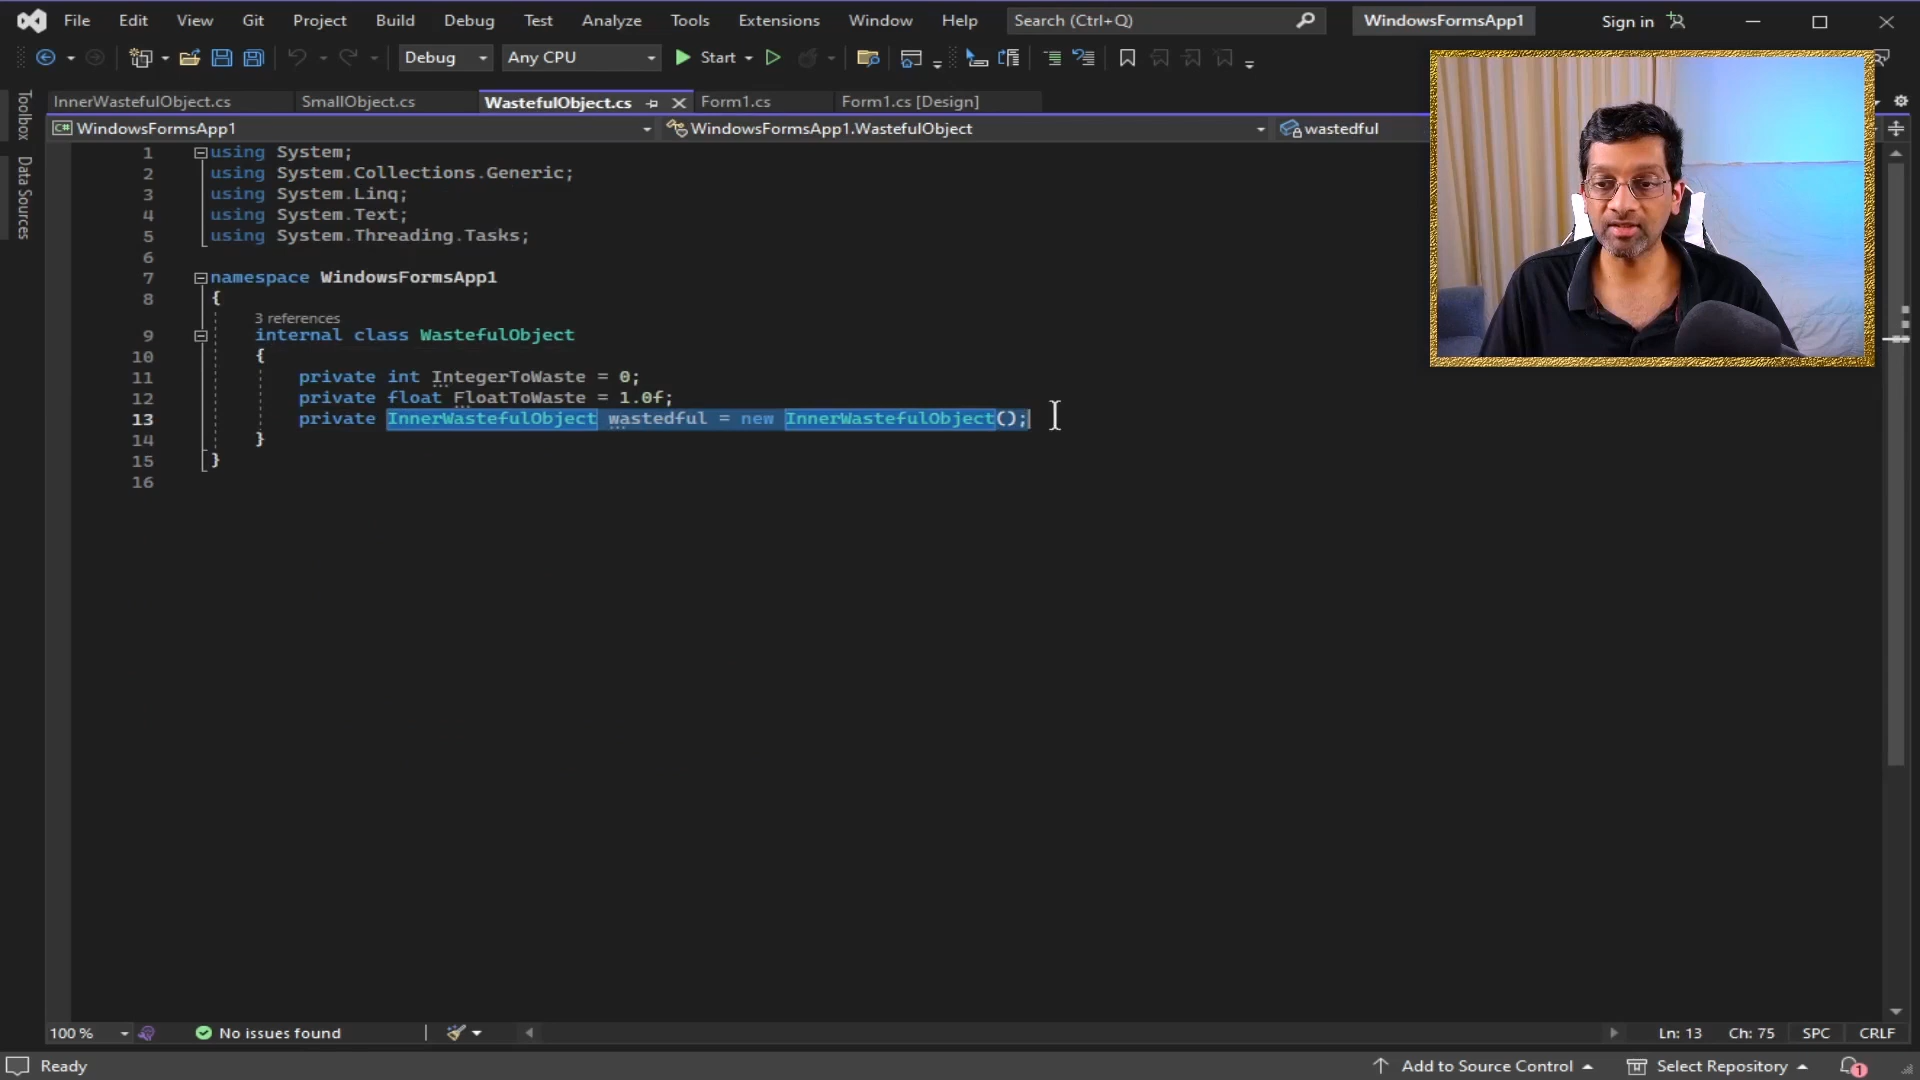 File Edit View Git Project Build Debug Test Analyze Tools Extensions Window Help Search (Ctrl+Q) WindowsFormsApp1 Sign in
Debug Any CPU Start
InnerWastefulObject.cs SmallObject.cs WastefulObject.cs Form1.cs Form1.cs [Design]
WindowsFormsApp1 WindowsFormsApp1.WastefulObject wastedful
Toolbox
Data Sources
1 using System;
2 using System.Collections.Generic;
3 using System.Linq;
4 using System.Text;
5 using System.Threading.Tasks;
6
7 namespace WindowsFormsApp1
8 {
3 references
9 internal class WastefulObject
10 {
11 private int IntegerToWaste = 0;
12 private float FloatToWaste = 1.0f;
13 private InnerWastefulObject wastedful = new InnerWastefulObject();
14 }
15 }
16
100 % No issues found Ln: 13 Ch: 75 SPC CRLF
Ready Add to Source Control Select Repository 1